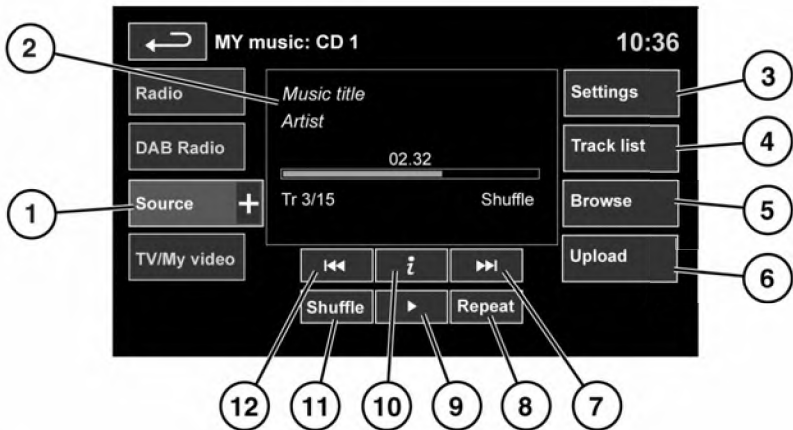 MY music: CD 1
10:36
Radio
DAB Radio
Source +
TV/My video
Music title
Artist
02.32
Tr 3/15
Shuffle
Settings
Track list
Browse
Upload
i
Shuffle
Repeat
1
2
3
4
5
6
7
8
9
10
11
12